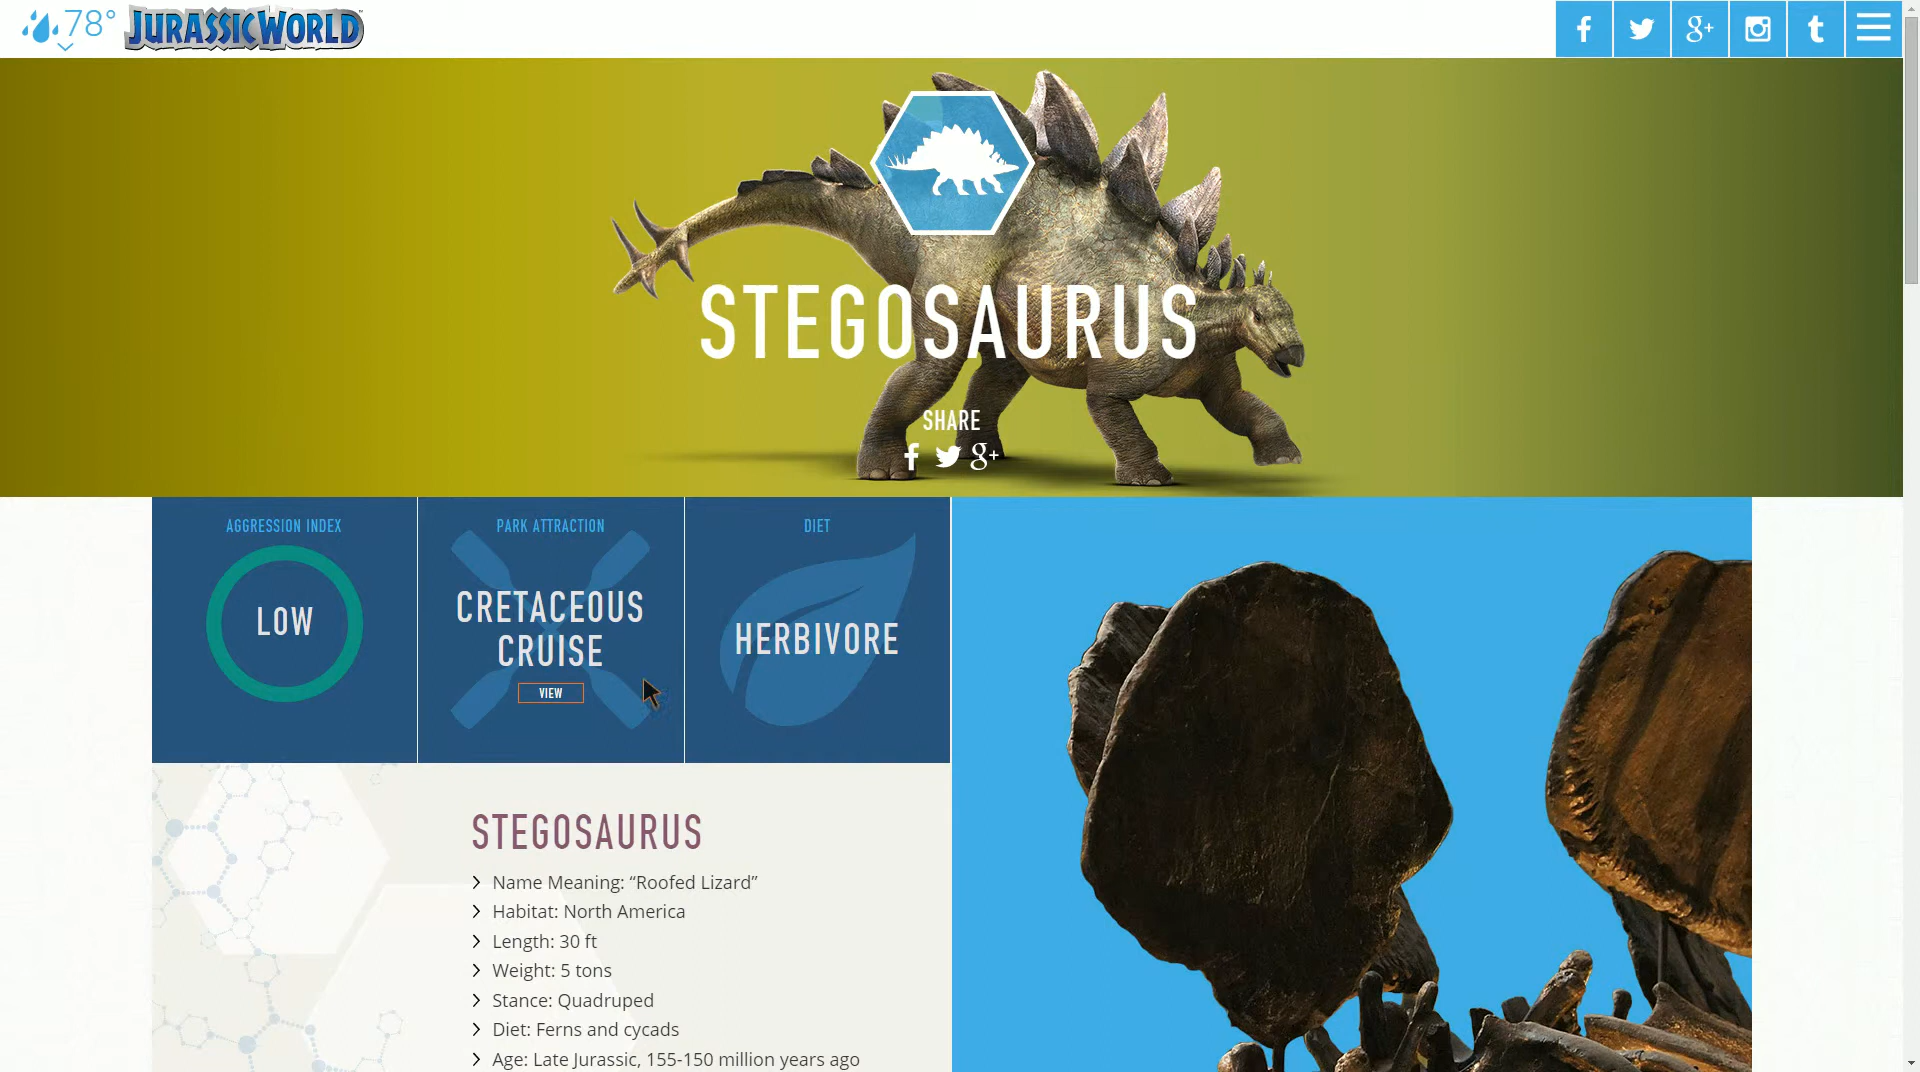 78°
JURASSIC WORLD
STEGOSAURUS
SHARE
AGGRESSION INDEX
LOW
PARK ATTRACTION
CRETACEOUS
CRUISE
VIEW
DIET
HERBIVORE
STEGOSAURUS
Name Meaning: “Roofed Lizard”
Habitat: North America
Length: 30 ft
Weight: 5 tons
Stance: Quadruped
Diet: Ferns and cycads
Age: Late Jurassic, 155-150 million years ago